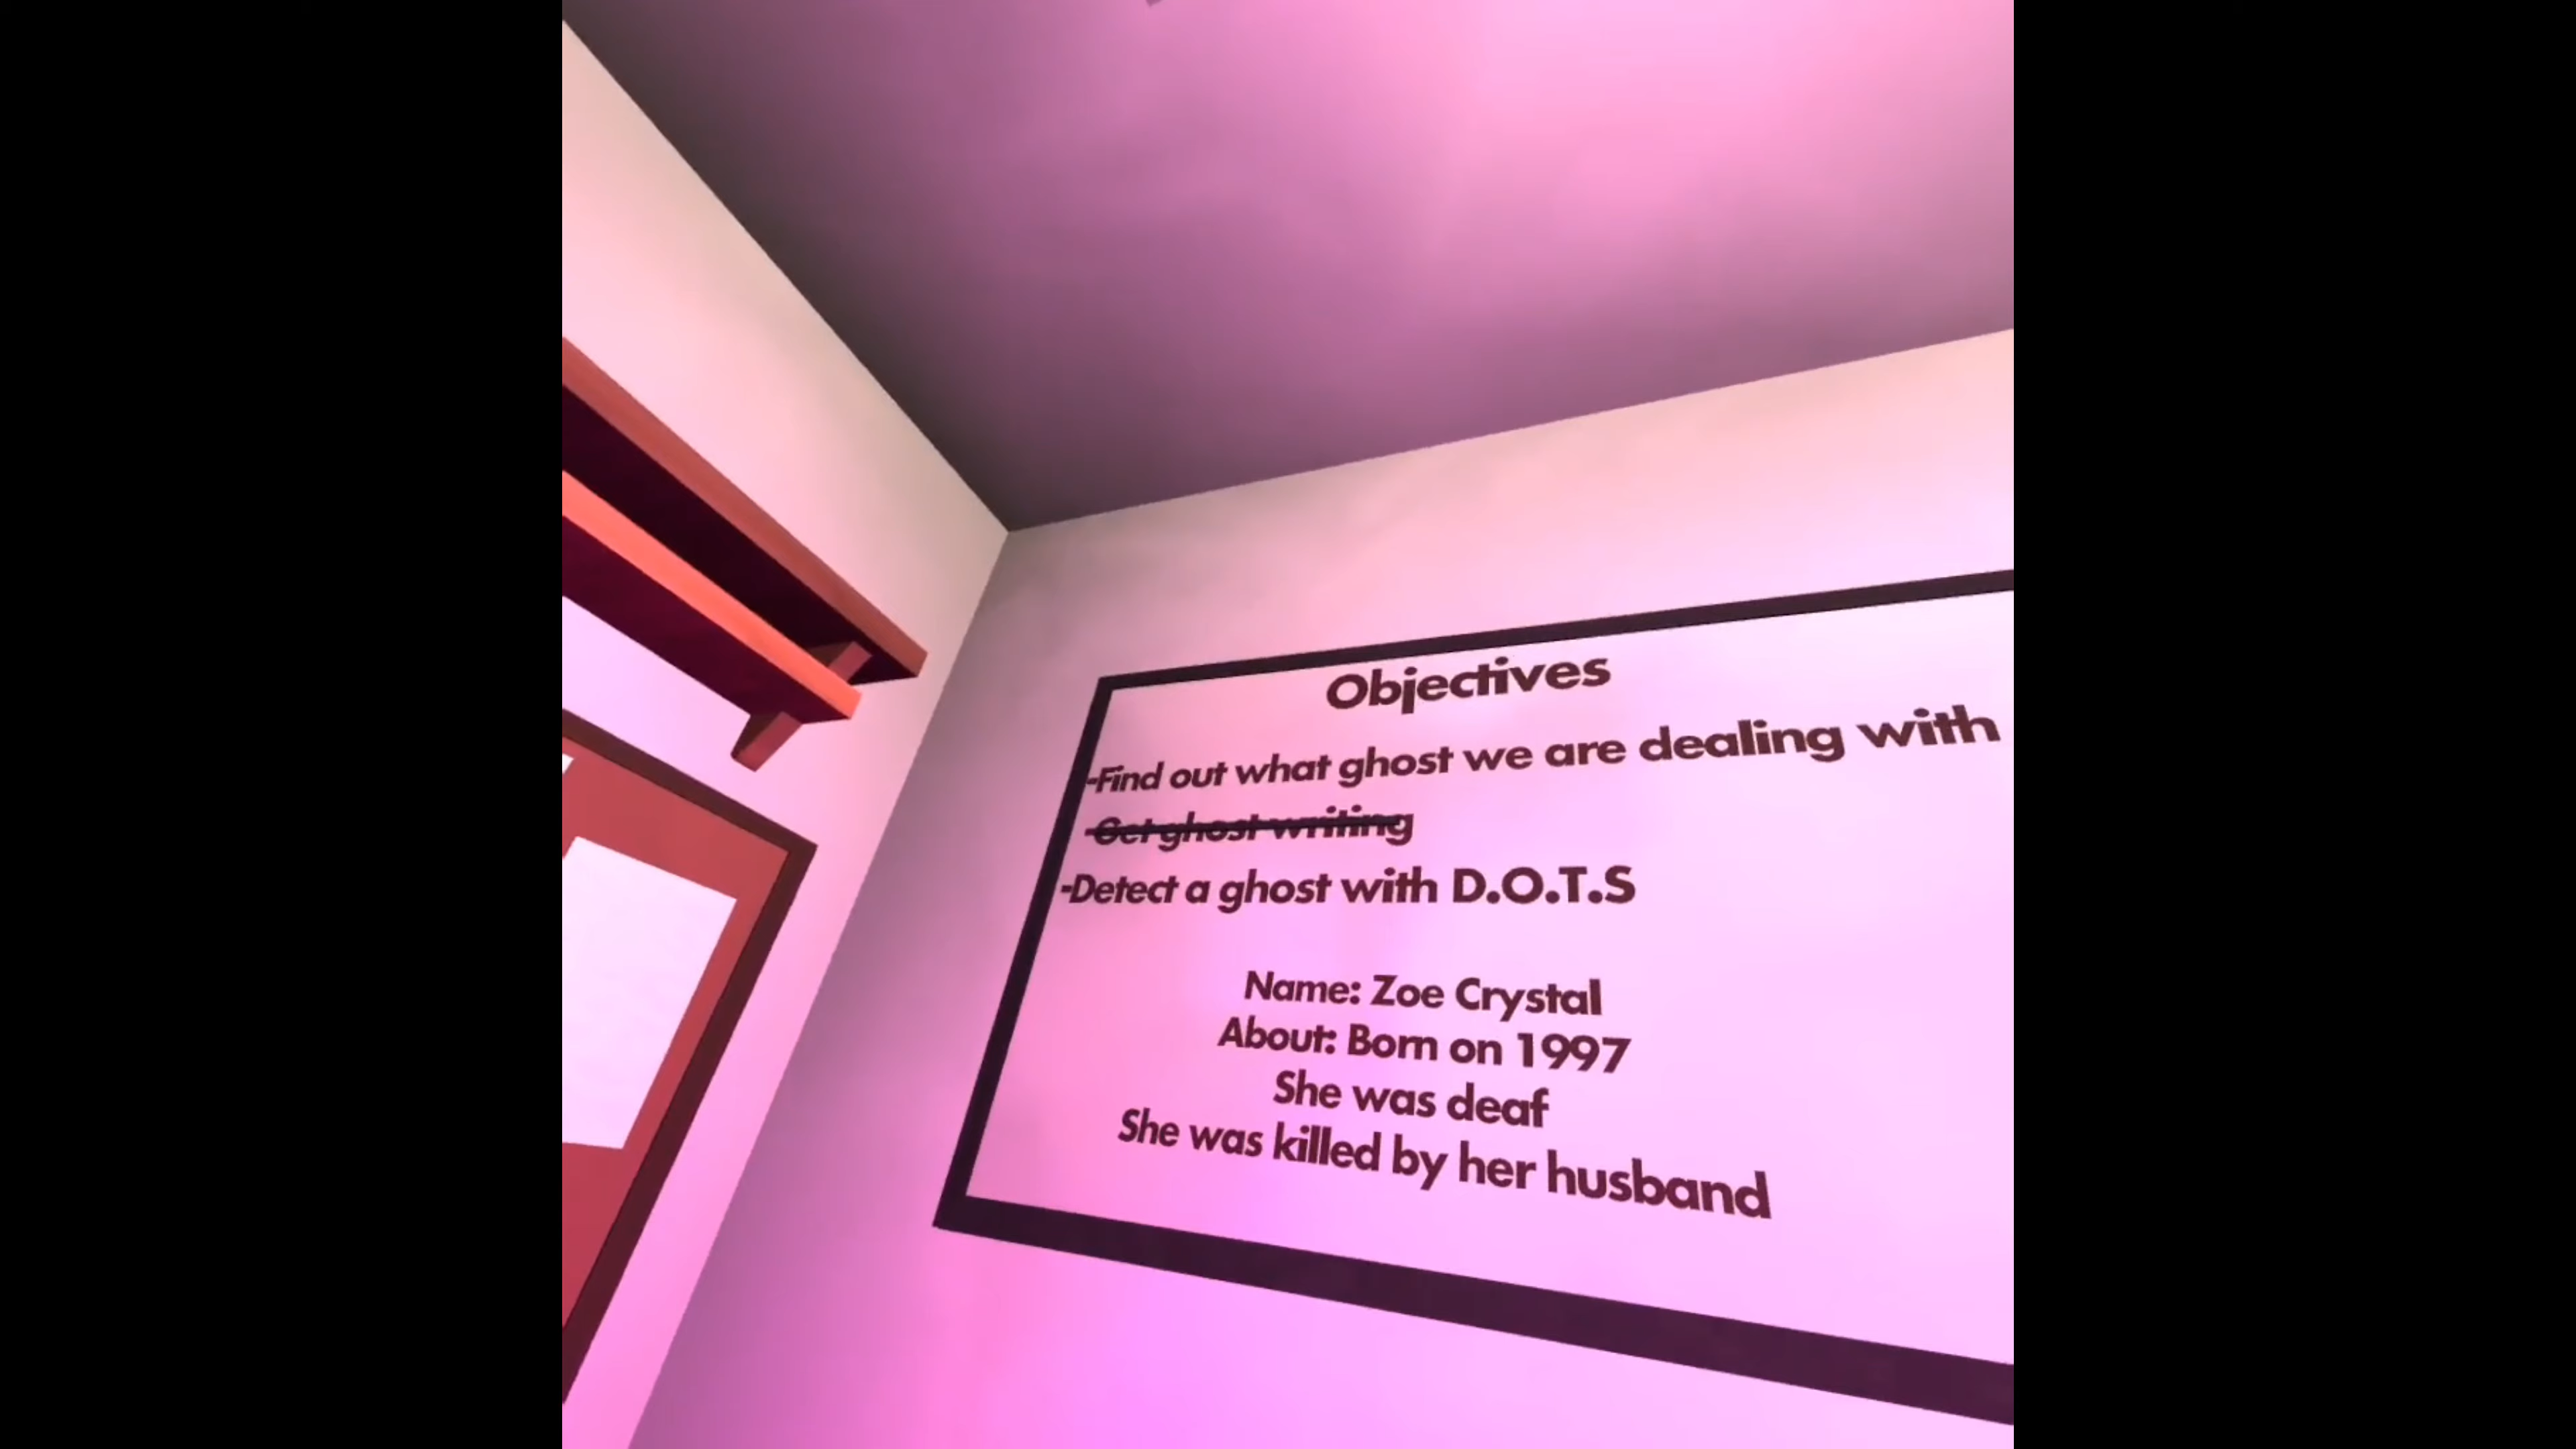 Objectives
-Find out what ghost we are dealing with
-Get ghost writing
-Detect a ghost with D.O.T.S
Name: Zoe Crystal
About: Born on 1997
She was deaf
She was killed by her husband